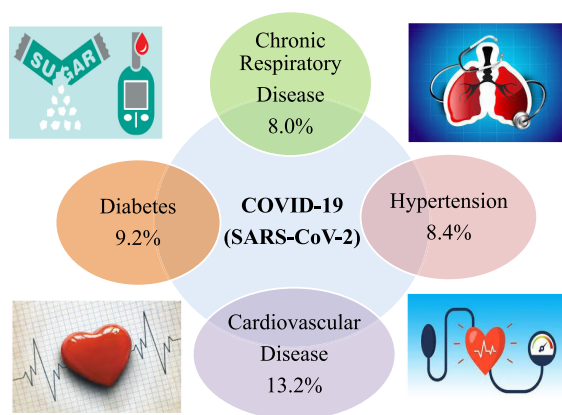 SUGAR
Chronic
Respiratory
Disease
8.0%
Diabetes
9.2%
COVID-19
(SARS-CoV-2)
Hypertension
8.4%
Cardiovascular
Disease
13.2%